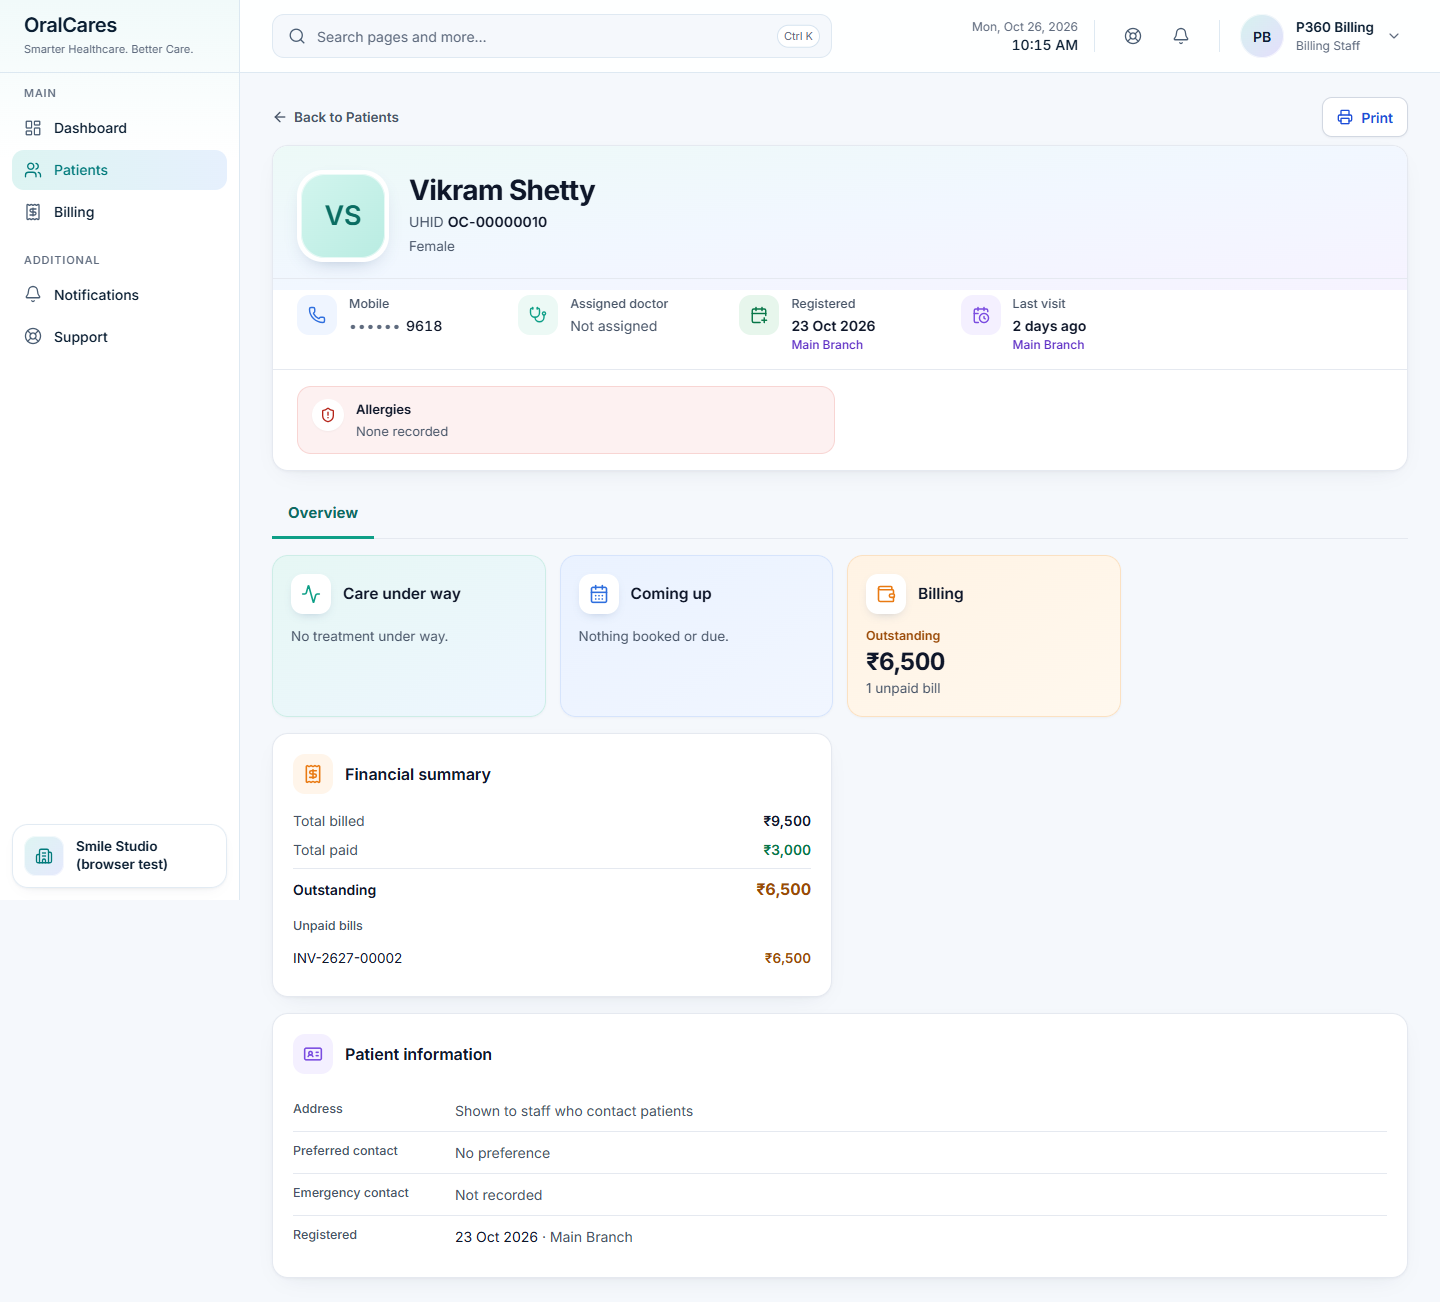 OralCares
Smarter Healthcare. Better Care.
Search pages and more...
Ctrl K
Mon, Oct 26, 2026
10:15 AM
PB
P360 Billing
Billing Staff
MAIN
Dashboard
Patients
Billing
ADDITIONAL
Notifications
Support
Smile Studio
(browser test)
Back to Patients
Print
VS
Vikram Shetty
UHID OC-00000010
Female
Mobile
•••••• 9618
Assigned doctor
Not assigned
Registered
23 Oct 2026
Main Branch
Last visit
2 days ago
Main Branch
Allergies
None recorded
Overview
Care under way
No treatment under way.
Coming up
Nothing booked or due.
Billing
Outstanding
₹6,500
1 unpaid bill
Financial summary
Total billed ₹9,500
Total paid ₹3,000
Outstanding ₹6,500
Unpaid bills
INV-2627-00002 ₹6,500
Patient information
Address Shown to staff who contact patients
Preferred contact No preference
Emergency contact Not recorded
Registered 23 Oct 2026 · Main Branch